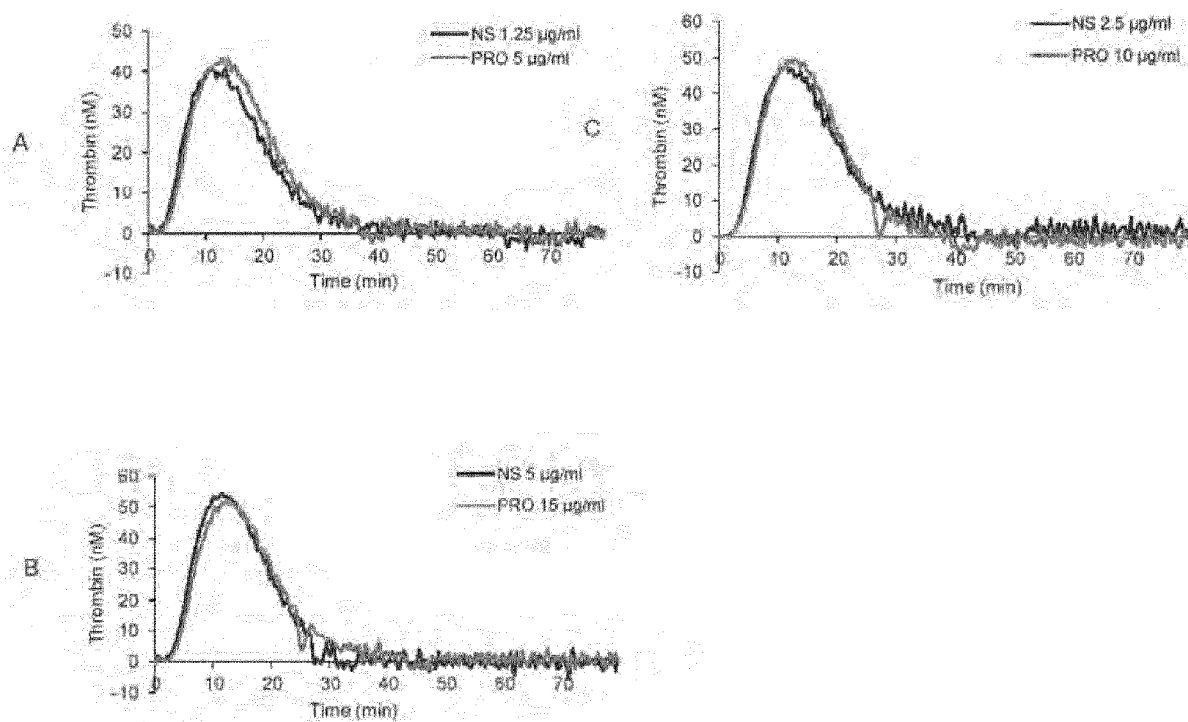 A
NS 1.25 µg/ml
PRO 5 µg/ml
Thrombin (nM)
50
40
30
20
10
0
−10
0 10 20 30 40 50 60 70
Time (min)
C
NS 2.5 µg/ml
PRO 10 µg/ml
Thrombin (nM)
60
50
40
30
20
10
0
−10
0 10 20 30 40 50 60 70
Time (min)
B
NS 5 µg/ml
PRO 15 µg/ml
Thrombin (nM)
60
50
40
30
20
10
0
−10
0 10 20 30 40 50 60 70
Time (min)